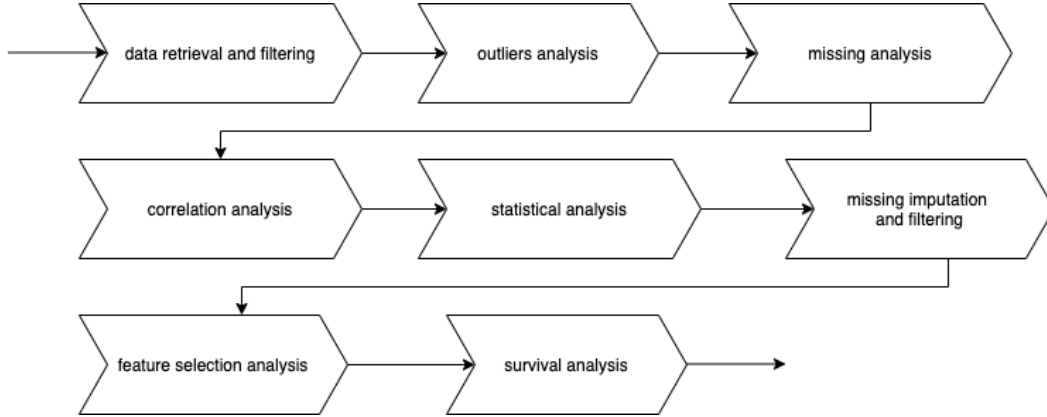 data retrieval and filtering
outliers analysis
missing analysis
correlation analysis
statistical analysis
missing imputation
and filtering
feature selection analysis
survival analysis